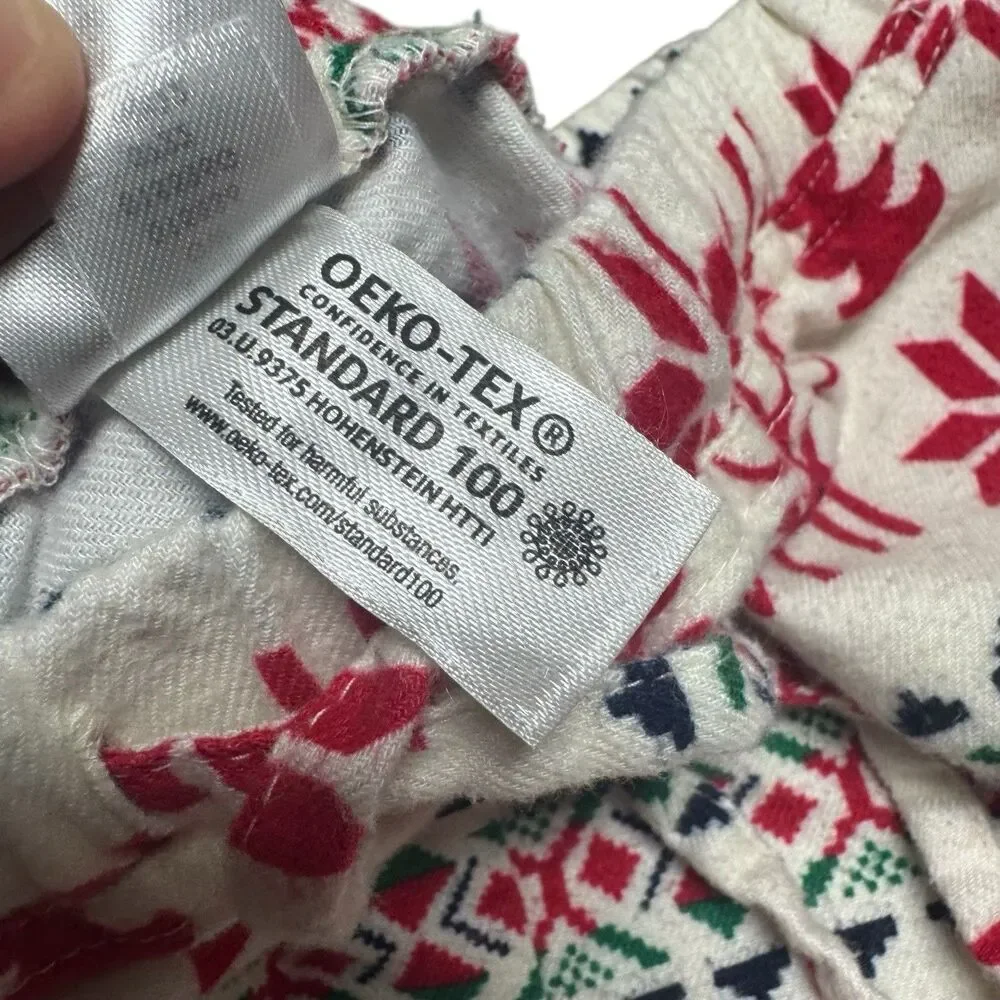 OEKO-TEX®
CONFIDENCE IN TEXTILES
STANDARD 100
03.U.9375 HOHENSTEIN HTTI
Tested for harmful substances.
www.oeko-tex.com/standard100